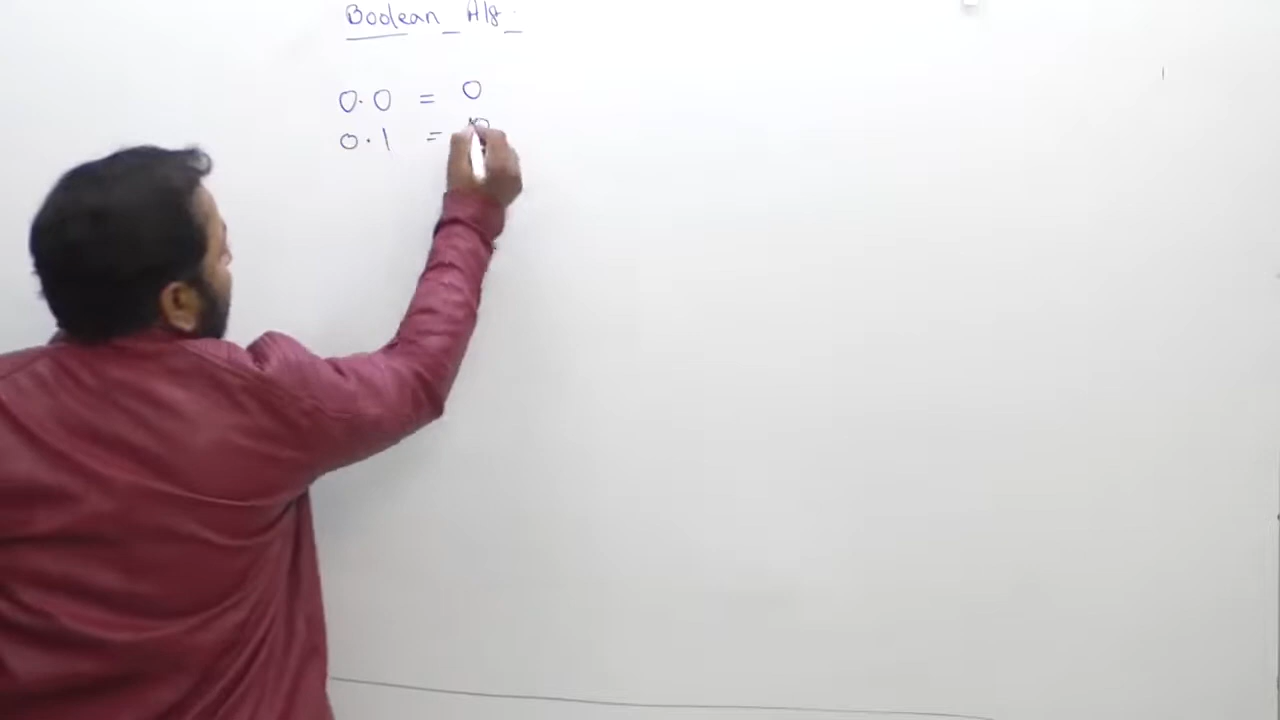 Boolean Alg.
0.0 = 0
0.1 =